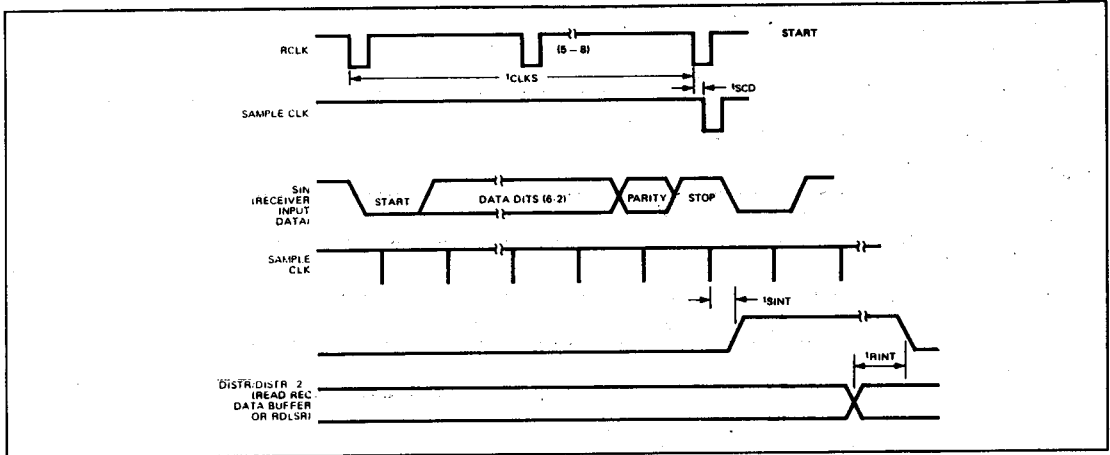 START
RCLK
(5 – 8)
tCLKS
tSCD
SAMPLE CLK
SIN
(RECEIVER
INPUT
DATA)
START
DATA DITS (6-2)
PARITY
STOP
SAMPLE
CLK
tSINT
tRINT
DISTR/DISTR 2
(READ REC
DATA BUFFER
OR RDLSR)